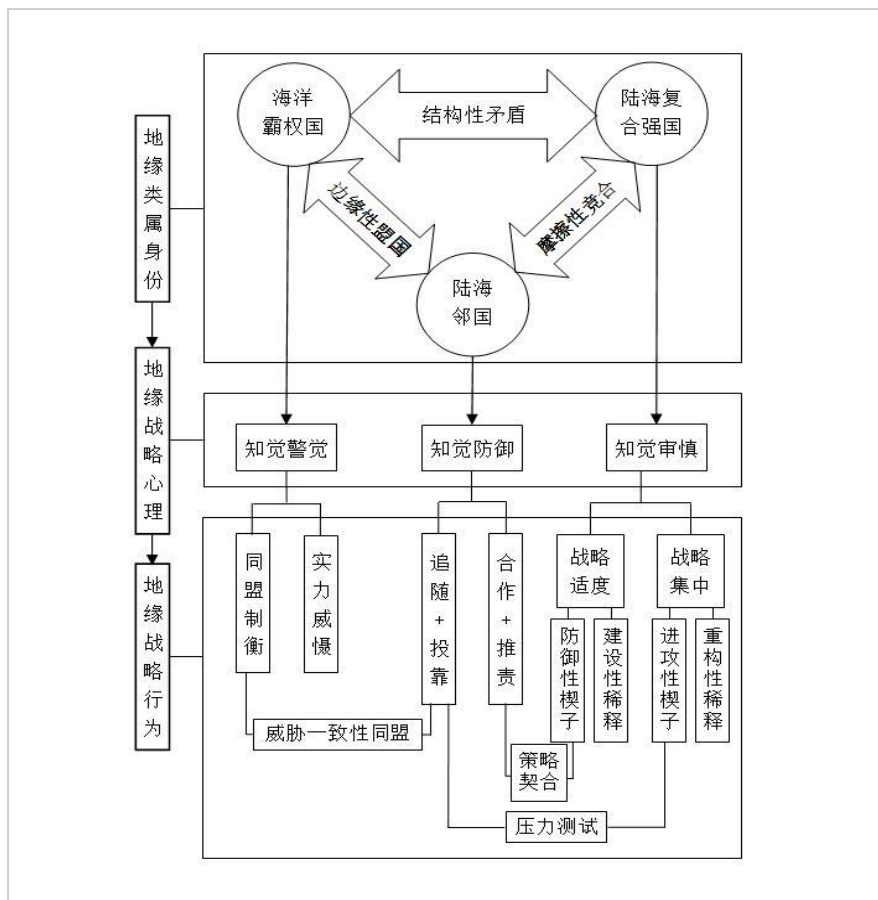 海洋
霸权国
结构性矛盾
陆海复
合强国
边缘性盟国
摩擦性竞合
陆海
邻国
地缘类属身份
地缘战略心理
知觉警觉
知觉防御
知觉审慎
地缘战略行为
同盟制衡
实力威慑
追随+投靠
合作+推责
战略
适度
战略
集中
防御性楔子
建设性稀释
进攻性楔子
重构性稀释
威胁一致性同盟
策略
契合
压力测试